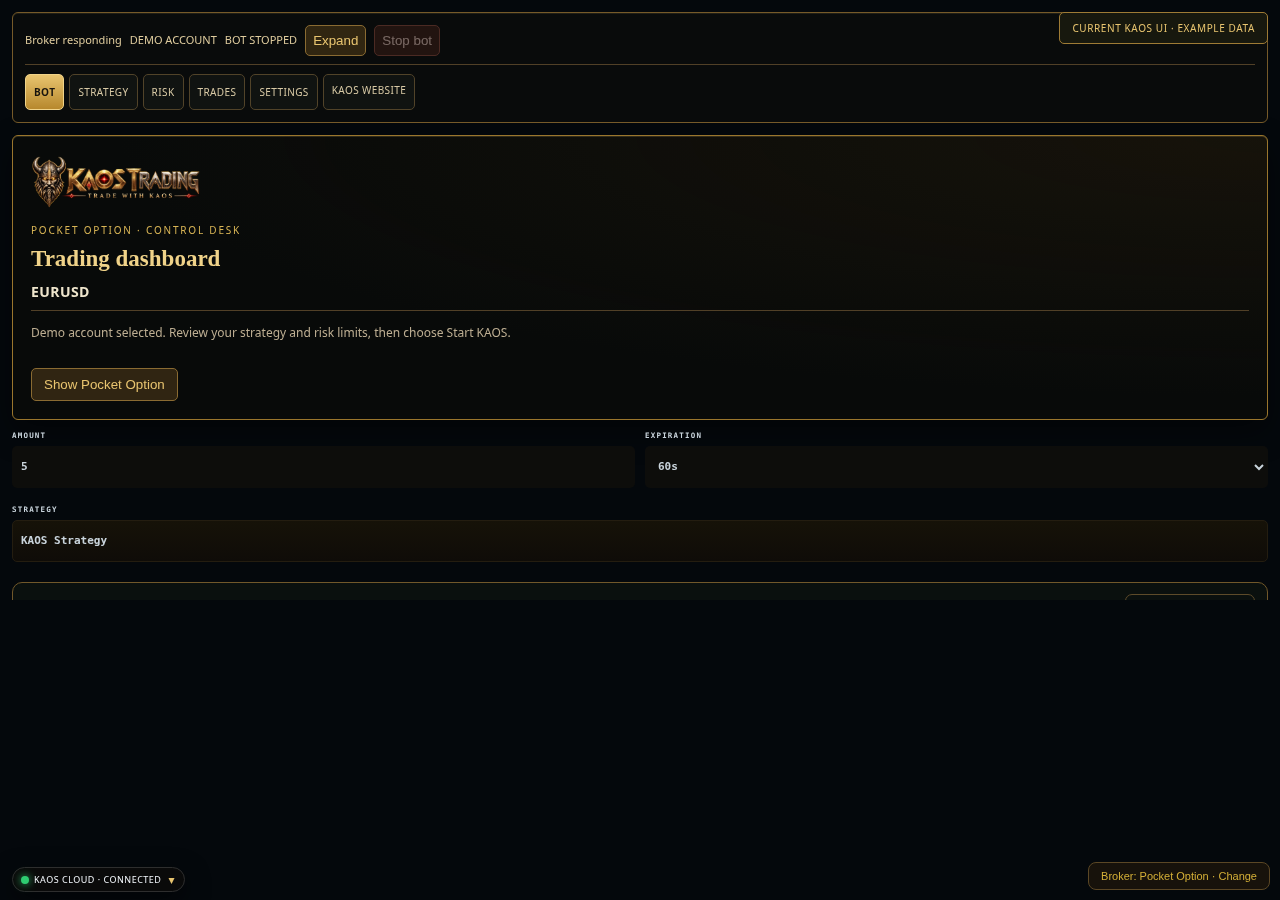 Broker responding DEMO ACCOUNT BOT STOPPED Expand Stop bot
CURRENT KAOS UI · EXAMPLE DATA
BOT STRATEGY RISK TRADES SETTINGS KAOS WEBSITE
KAOS TRADING
TRADE WITH KAOS
POCKET OPTION · CONTROL DESK
Trading dashboard
EURUSD
Demo account selected. Review your strategy and risk limits, then choose Start KAOS.
Show Pocket Option
AMOUNT EXPIRATION
5 60s
STRATEGY
KAOS Strategy
KAOS CLOUD · CONNECTED ▾
Broker: Pocket Option · Change